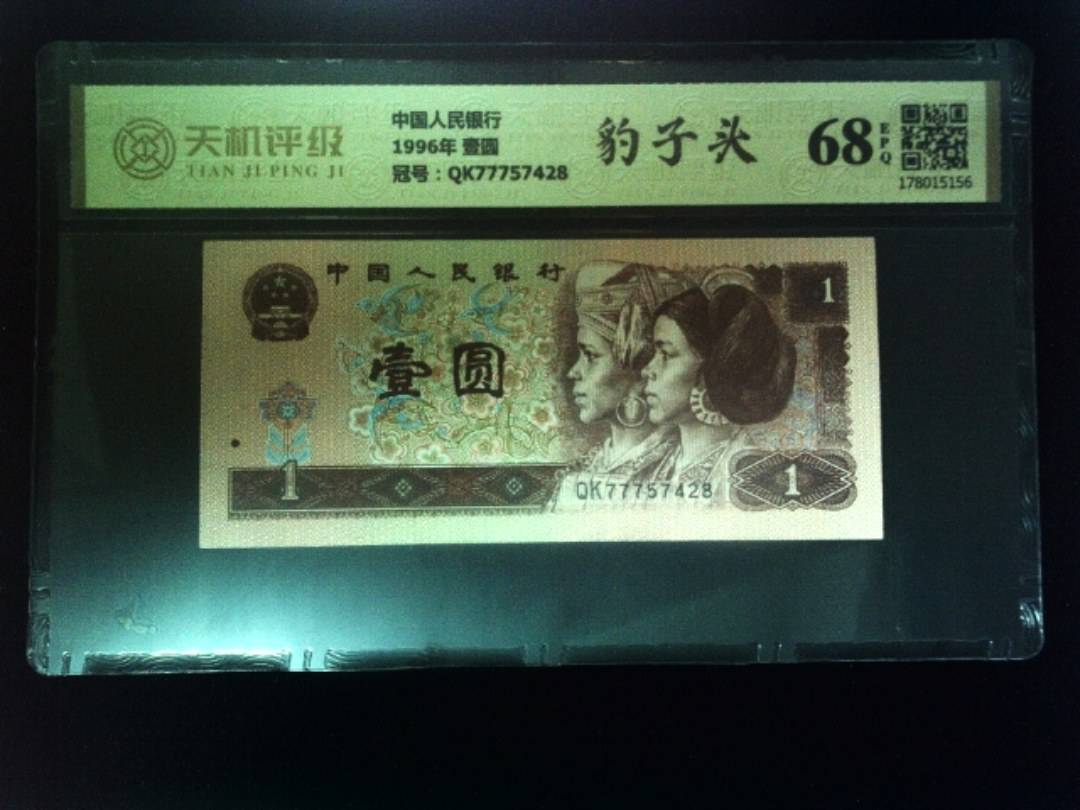 天机评级
TIAN JI PING JI
中国人民银行
1996年 壹圆
冠号：QK77757428
豹子头
68
EPQ
178015156
中国人民银行
1
壹圆
1
QK77757428
1